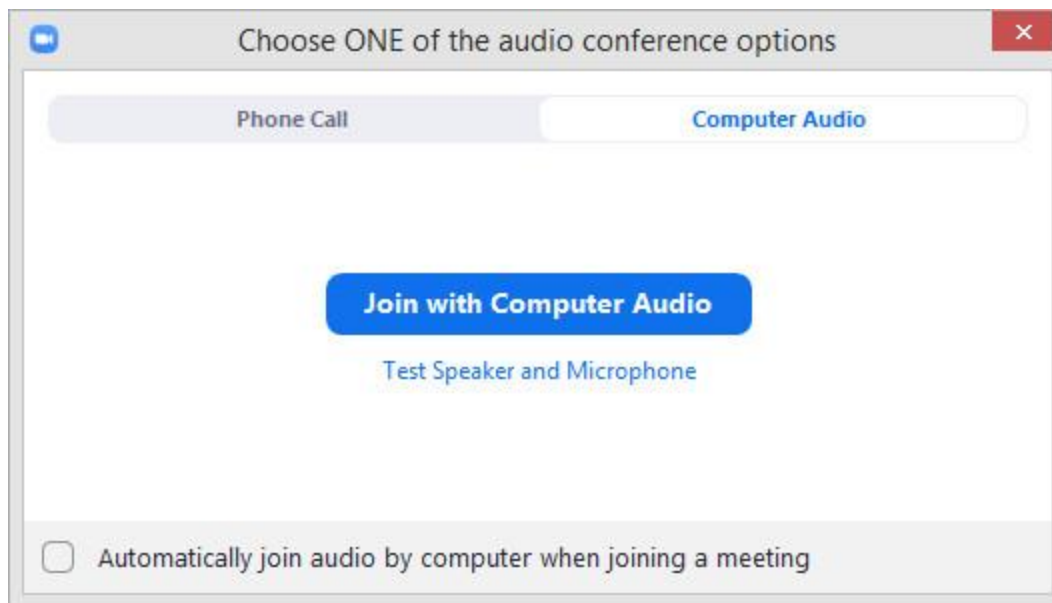 Choose ONE of the audio conference options
Phone Call
Computer Audio
Join with Computer Audio
Test Speaker and Microphone
Automatically join audio by computer when joining a meeting